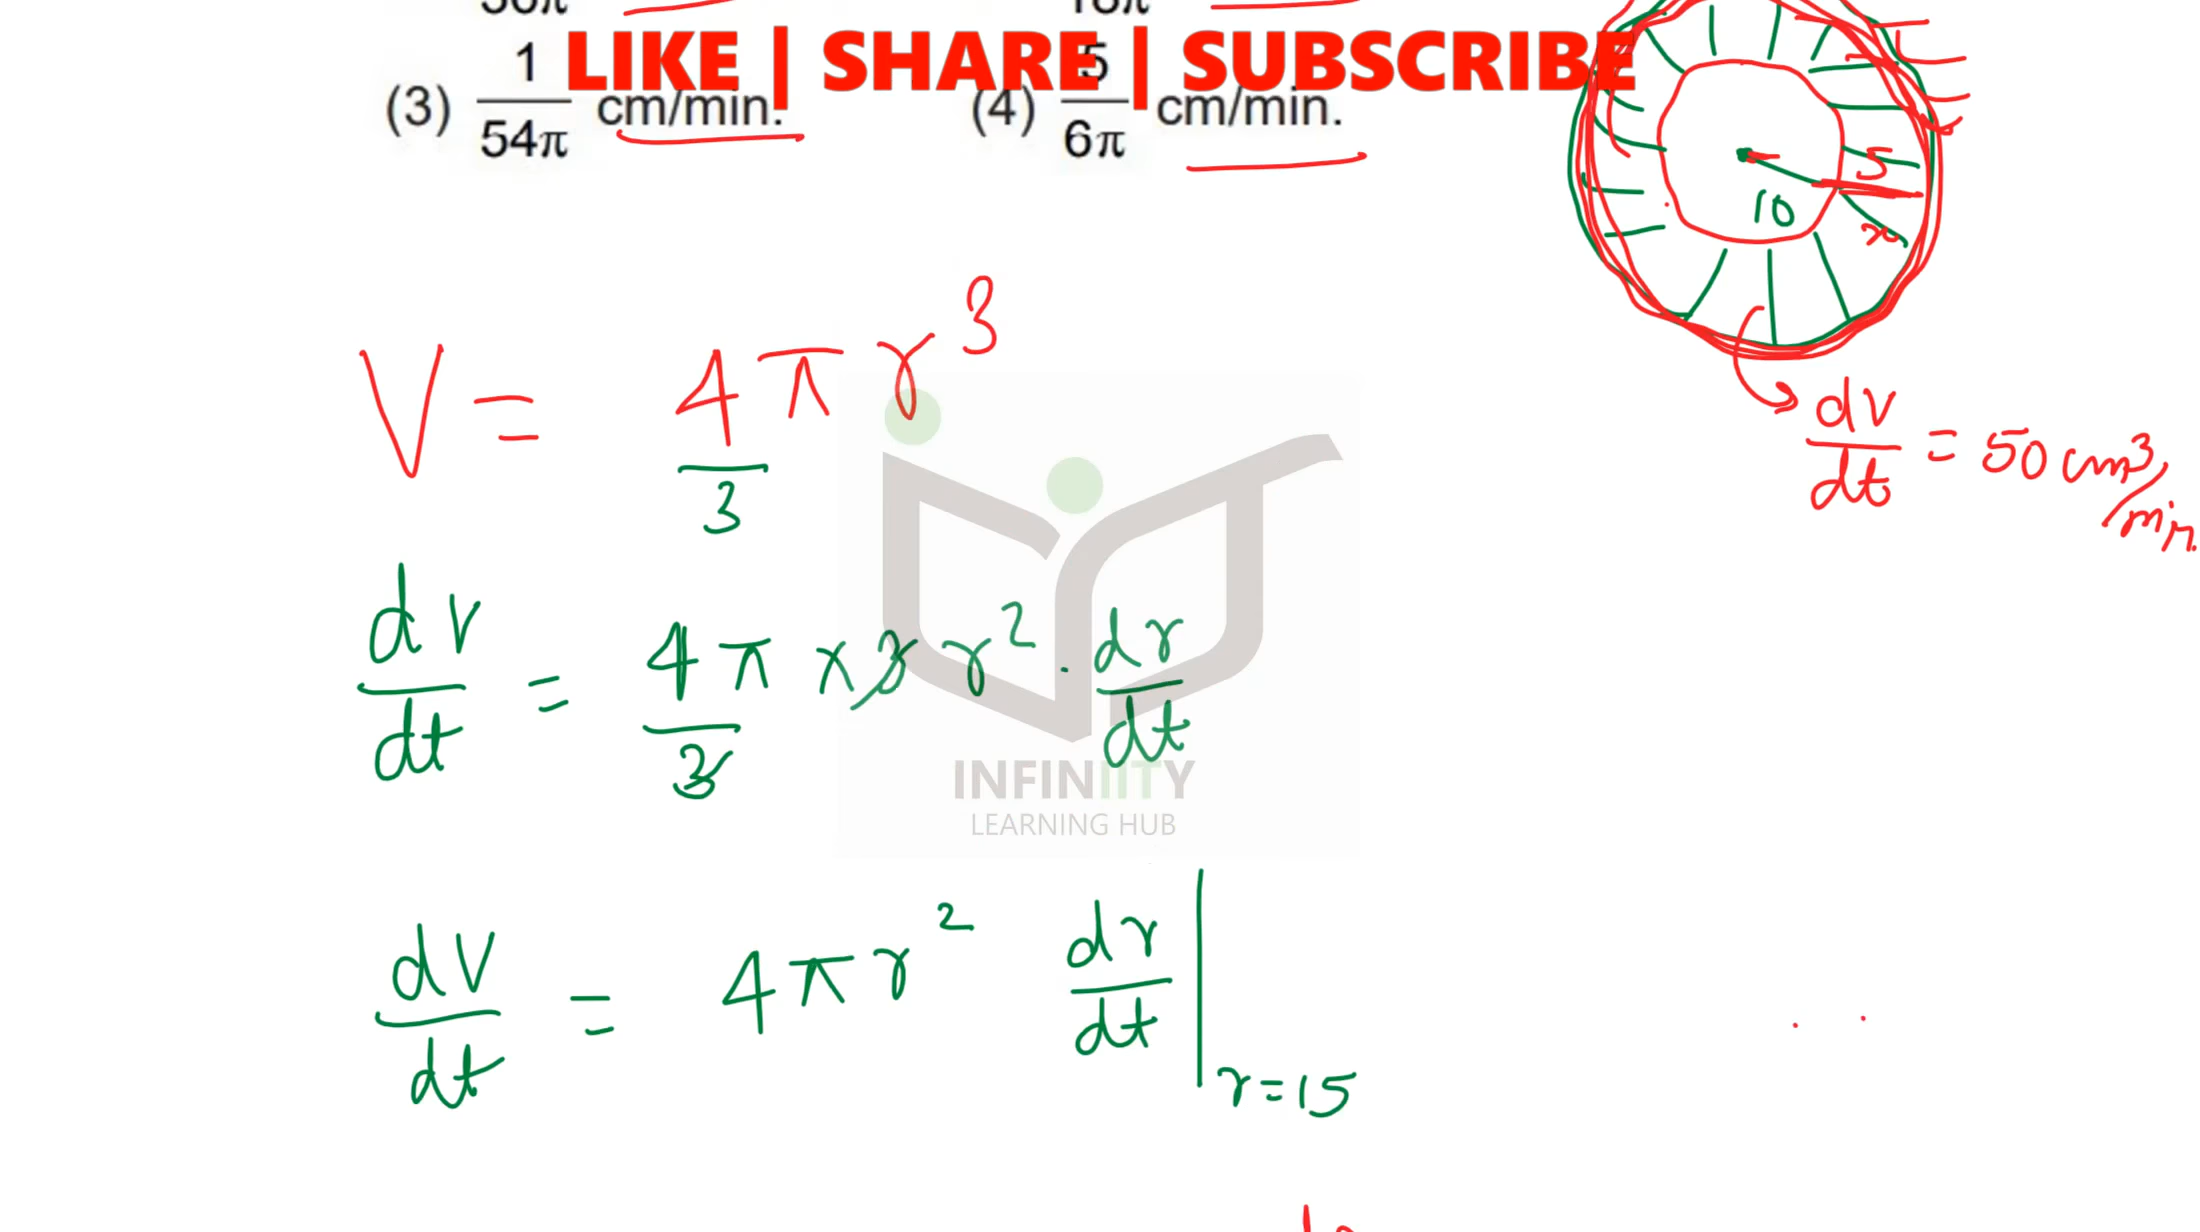 LIKE | SHARE | SUBSCRIBE
(3) 1/54π cm/min.
(4) 5/6π cm/min.
5
10
x
V = 4/3 π r³
dv/dt = 50 cm³/min.
dv/dt = 4/3 π × 3 r² · dr/dt
INFINIITY
LEARNING HUB
dv/dt = 4 π r² dr/dt | r = 15